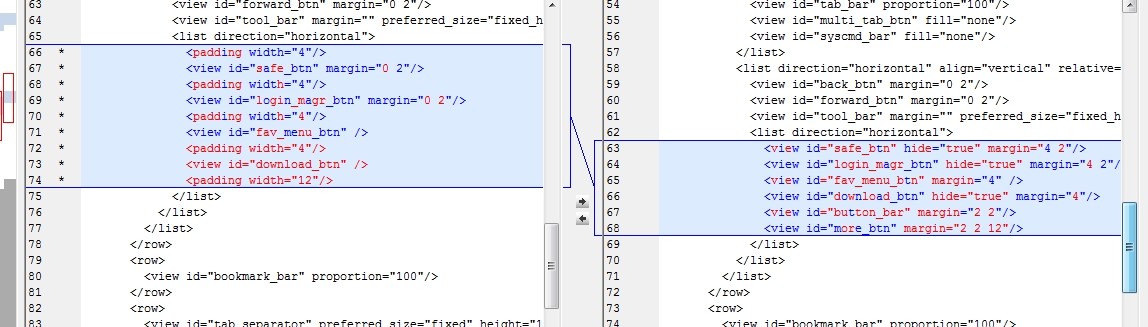 63 <view id="forward_btn" margin="0 2"/>
64 <view id="tool_bar" margin="" preferred_size="fixed_h
65 <list direction="horizontal">
66 * <padding width="4"/>
67 * <view id="safe_btn" margin="0 2"/>
68 * <padding width="4"/>
69 * <view id="login_magr_btn" margin="0 2"/>
70 * <padding width="4"/>
71 * <view id="fav_menu_btn" />
72 * <padding width="4"/>
73 * <view id="download_btn" />
74 * <padding width="12"/>
75 </list>
76 </list>
77 </list>
78 </row>
79 <row>
80 <view id="bookmark_bar" proportion="100"/>
81 </row>
82 <row>
83 <view id="tab_separator" preferred_size="fixed" height="1
54 <view id="tab_bar" proportion="100"/>
55 <view id="multi_tab_btn" fill="none"/>
56 <view id="syscmd_bar" fill="none"/>
57 </list>
58 <list direction="horizontal" align="vertical" relative=
59 <view id="back_btn" margin="0 2"/>
60 <view id="forward_btn" margin="0 2"/>
61 <view id="tool_bar" margin="" preferred_size="fixed_h
62 <list direction="horizontal">
63 <view id="safe_btn" hide="true" margin="4 2"/>
64 <view id="login_magr_btn" hide="true" margin="4 2"/
65 <view id="fav_menu_btn" margin="4" />
66 <view id="download_btn" hide="true" margin="4"/>
67 <view id="button_bar" margin="2 2"/>
68 <view id="more_btn" margin="2 2 12"/>
69 </list>
70 </list>
71 </list>
72 </row>
73 <row>
74 <view id="bookmark_bar" proportion="100"/>